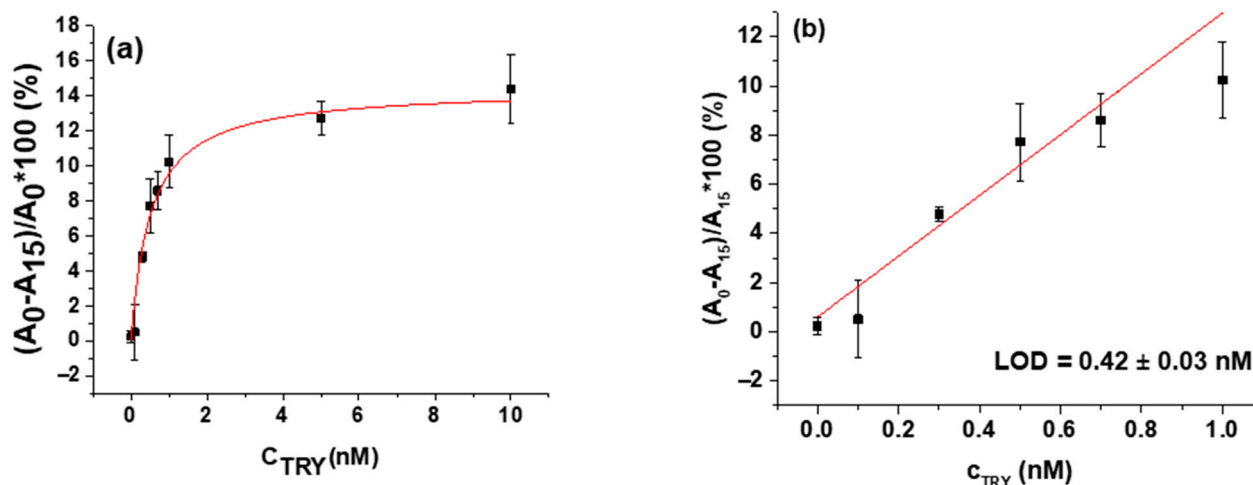 (a)
(A0-A15)/A0*100 (%)
18
16
14
12
10
8
6
4
2
0
−2
0 2 4 6 8 10
CTRY(nM)
(b)
(A0-A15)/A15*100 (%)
12
10
8
6
4
2
0
−2
LOD = 0.42 ± 0.03 nM
0.0 0.2 0.4 0.6 0.8 1.0
cTRY (nM)